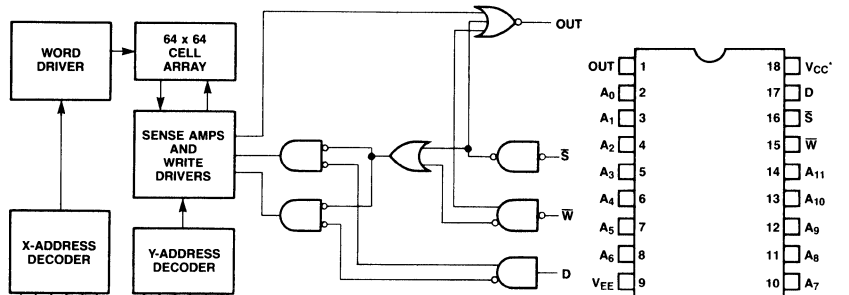 WORD
DRIVER
64 x 64
CELL
ARRAY
SENSE AMPS
AND
WRITE
DRIVERS
X-ADDRESS
DECODER
Y-ADDRESS
DECODER
OUT
S̅
W̅
D
OUT 1 18 VCC*
A0 2 17 D
A1 3 16 S̅
A2 4 15 W̅
A3 5 14 A11
A4 6 13 A10
A5 7 12 A9
A6 8 11 A8
VEE 9 10 A7